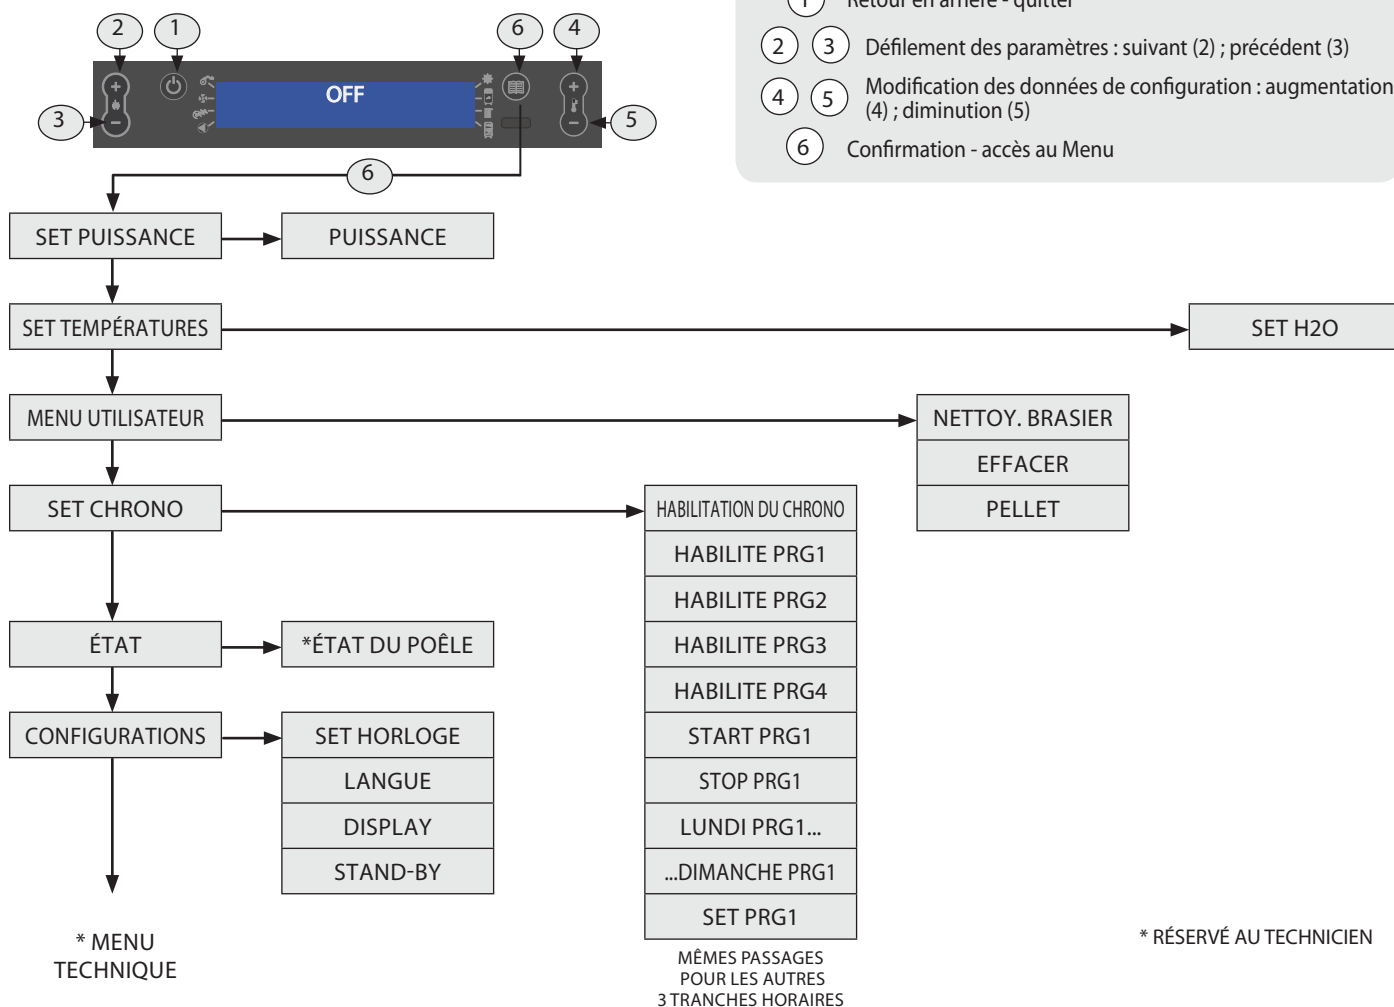 1 Retour en arrière - quitter
2 3 Défilement des paramètres : suivant (2) ; précédent (3)
4 5 Modification des données de configuration : augmentation
(4) ; diminution (5)
6 Confirmation - accès au Menu
2 1 6 4
OFF
3 5
6
SET PUISSANCE PUISSANCE
SET TEMPÉRATURES SET H2O
MENU UTILISATEUR NETTOY. BRASIER
EFFACER
PELLET
SET CHRONO HABILITATION DU CHRONO
HABILITE PRG1
HABILITE PRG2
HABILITE PRG3
HABILITE PRG4
START PRG1
STOP PRG1
LUNDI PRG1...
...DIMANCHE PRG1
SET PRG1
MÊMES PASSAGES
POUR LES AUTRES
3 TRANCHES HORAIRES
ÉTAT *ÉTAT DU POÊLE
CONFIGURATIONS SET HORLOGE
LANGUE
DISPLAY
STAND-BY
* MENU
TECHNIQUE
* RÉSERVÉ AU TECHNICIEN